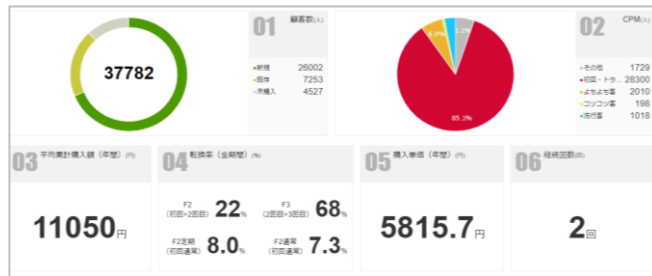 37782
01 顧客数(人)
新規 26002
既存 7253
未購入 4527
5.2%
6.0%
85.1%
02 CPM(人)
その他 1729
初回・トラ... 28300
よちよち客 2010
コツコツ客 198
流行客 1018
03 平均累計購入額（年間）(円)
11050円
04 転換率（全期間）(%)
F2
(初回>2回目) 22%
F3
(2回目>3回目) 68%
F2定期
(初回通常) 8.0%
F2通常
(初回通常) 7.3%
05 購入単価（年間）(円)
5815.7円
06 継続回数(回)
2回